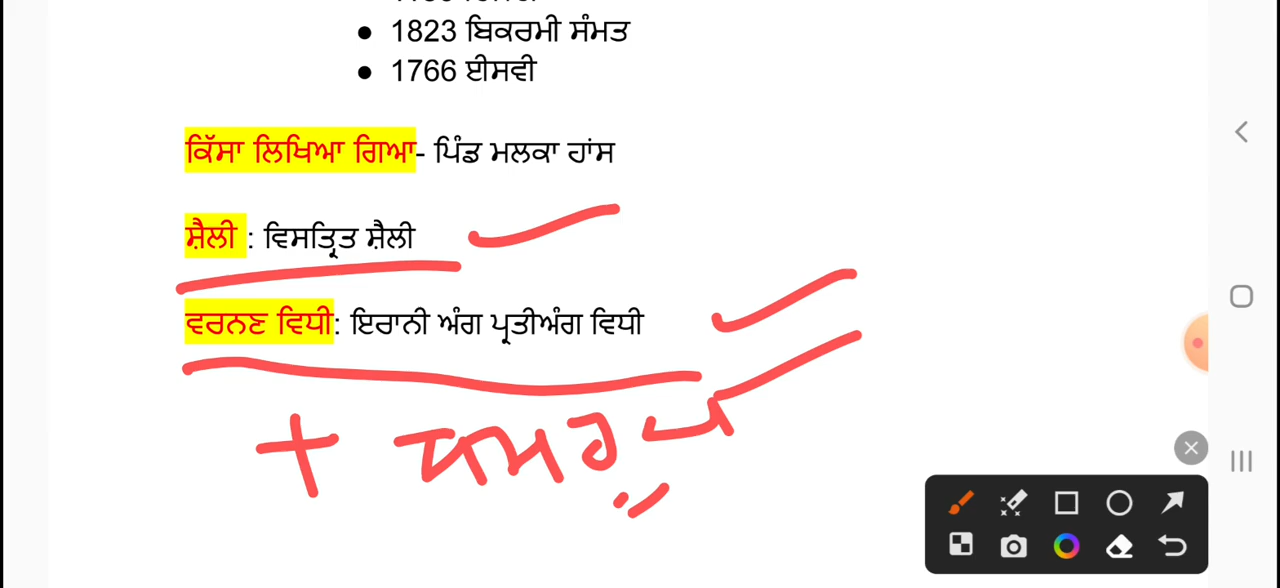 • 1823 ਬਿਕਰਮੀ ਸੰਮਤ
• 1766 ਈਸਵੀ
ਕਿੱਸਾ ਲਿਖਿਆ ਗਿਆ- ਪਿੰਡ ਮਲਕਾ ਹਾਂਸ
ਸ਼ੈਲੀ : ਵਿਸਤ੍ਰਿਤ ਸ਼ੈਲੀ
ਵਰਨਣ ਵਿਧੀ: ਇਰਾਨੀ ਅੰਗ ਪ੍ਰਤੀਅੰਗ ਵਿਧੀ
+